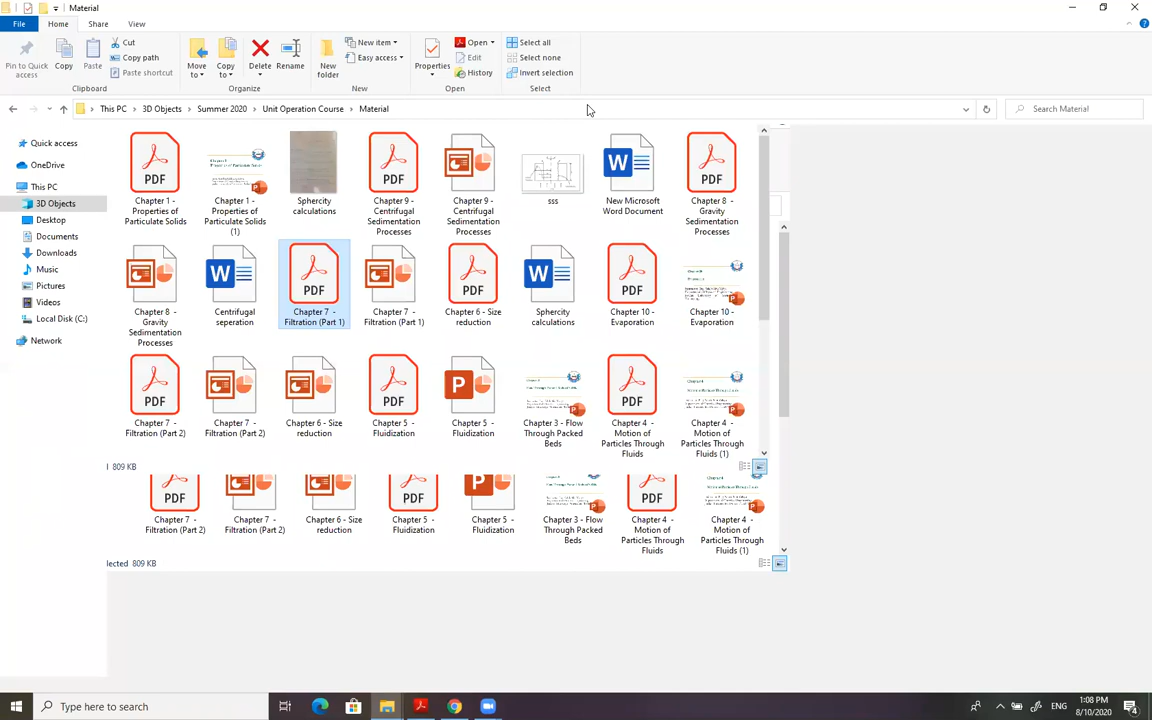 Material
File
Home
Share
View
Pin to Quick access
Copy
Paste
Cut
Copy path
Paste shortcut
Clipboard
Move to
Copy to
Delete
Rename
Organize
New folder
New item
Easy access
New
Properties
Open
Edit
History
Open
Select all
Select none
Invert selection
Select
This PC
3D Objects
Summer 2020
Unit Operation Course
Material
Search Material
Quick access
OneDrive
This PC
3D Objects
Desktop
Documents
Downloads
Music
Pictures
Videos
Local Disk (C:)
Network
PDF
PDF
PDF
Chapter 1 -
Properties of
Particulate Solids
Chapter 1 -
Properties of
Particulate Solids
(1)
Sphercity
calculations
Chapter 9 -
Centrifugal
Sedimentation
Processes
Chapter 9 -
Centrifugal
Sedimentation
Processes
sss
New Microsoft
Word Document
Chapter 8 -
Gravity
Sedimentation
Processes
PDF
PDF
PDF
Chapter 8 -
Gravity
Sedimentation
Processes
Centrifugal
seperation
Chapter 7 -
Filtration (Part 1)
Chapter 7 -
Filtration (Part 1)
Chapter 6 - Size
reduction
Sphercity
calculations
Chapter 10 -
Evaporation
Chapter 10 -
Evaporation
PDF
PDF
PDF
Chapter 7 -
Filtration (Part 2)
Chapter 7 -
Filtration (Part 2)
Chapter 6 - Size
reduction
Chapter 5 -
Fluidization
Chapter 5 -
Fluidization
Chapter 3 - Flow
Through Packed
Beds
Chapter 4 -
Motion of
Particles Through
Fluids
Chapter 4 -
Motion of
Particles Through
Fluids (1)
809 KB
PDF
PDF
PDF
Chapter 7 -
Filtration (Part 2)
Chapter 7 -
Filtration (Part 2)
Chapter 6 - Size
reduction
Chapter 5 -
Fluidization
Chapter 5 -
Fluidization
Chapter 3 - Flow
Through Packed
Beds
Chapter 4 -
Motion of
Particles Through
Fluids
Chapter 4 -
Motion of
Particles Through
Fluids (1)
lected 809 KB
Type here to search
ENG
1:08 PM
8/10/2020
4